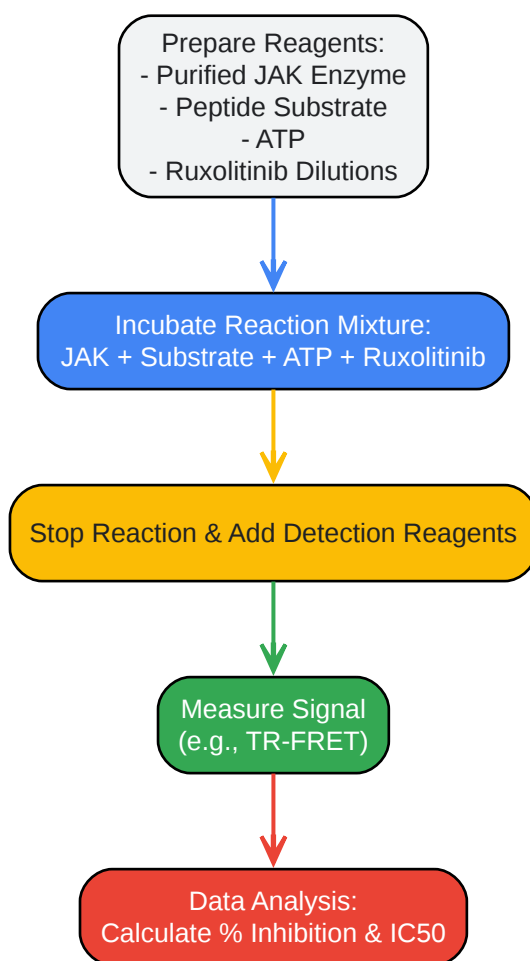 Prepare Reagents:
- Purified JAK Enzyme
- Peptide Substrate
- ATP
- Ruxolitinib Dilutions
Incubate Reaction Mixture:
JAK + Substrate + ATP + Ruxolitinib
Stop Reaction & Add Detection Reagents
Measure Signal
(e.g., TR-FRET)
Data Analysis:
Calculate % Inhibition & IC50